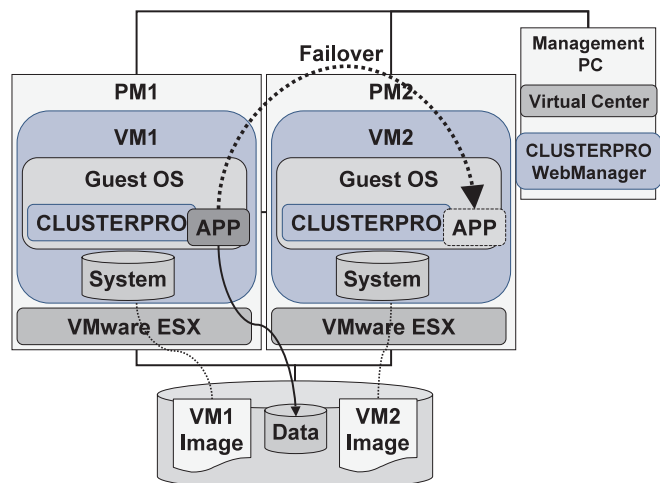 Failover
Management
PC
Virtual Center
CLUSTERPRO
WebManager
PM1
VM1
Guest OS
CLUSTERPRO
APP
System
VMware ESX
PM2
VM2
Guest OS
CLUSTERPRO
APP
System
VMware ESX
VM1
Image
Data
VM2
Image